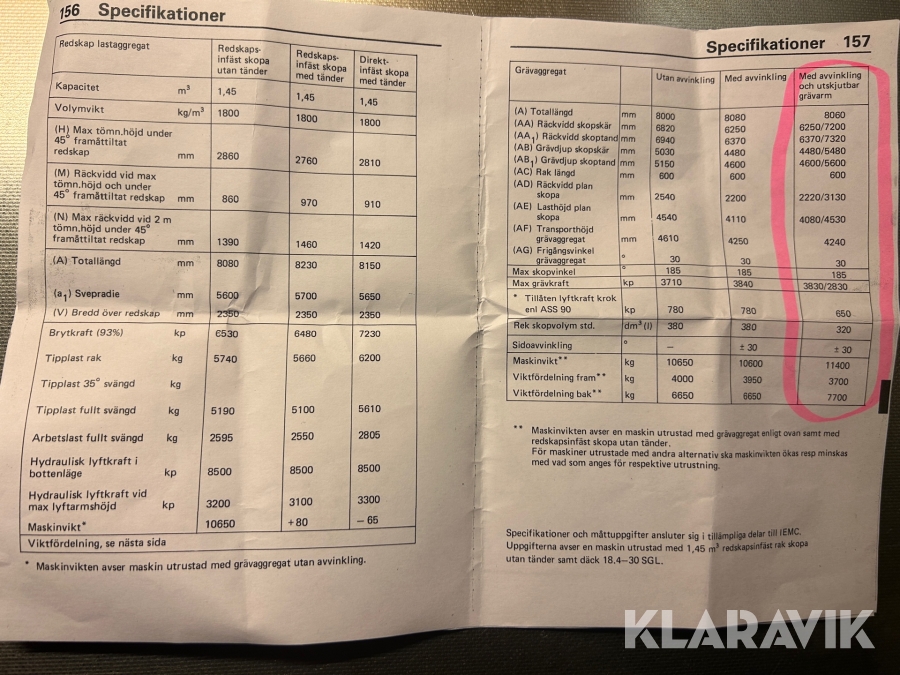 156 Specifikationer
Redskap lastaggregat Redskaps- infäst skopa utan tänder Redskaps- infäst skopa med tänder Direkt- infäst skopa med tänder
Kapacitet m³ 1,45 1,45 1,45
Volymvikt kg/m³ 1800 1800 1800
(H) Max tömn.höjd under
45° framåttiltat
redskap mm 2860 2760 2810
(M) Räckvidd vid max
tömn.höjd och under
45° framåttiltat redskap mm 860 970 910
(N) Max räckvidd vid 2 m
tömn.höjd under 45°
framåttiltat redskap mm 1390 1460 1420
(A) Totallängd mm 8080 8230 8150
(a₁) Svepradie mm 5600 5700 5650
(V) Bredd över redskap mm 2350 2350 2350
Brytkraft (93%) kp 6530 6480 7230
Tipplast rak kg 5740 5660 6200
Tipplast 35° svängd kg
Tipplast fullt svängd kg 5190 5100 5610
Arbetslast fullt svängd kg 2595 2550 2805
Hydraulisk lyftkraft i
bottenläge kp 8500 8500 8500
Hydraulisk lyftkraft vid
max lyftarmshöjd kp 3200 3100 3300
Maskinvikt* 10650 +80 – 65
Viktfördelning, se nästa sida
* Maskinvikten avser maskin utrustad med grävaggregat utan avvinkling.
Specifikationer 157
Grävaggregat Utan avvinkling Med avvinkling Med avvinkling och utskjutbar grävarm
(A) Totallängd mm 8000 8080 8060
(AA) Räckvidd skopskär mm 6820 6250 6250/7200
(AA₁) Räckvidd skoptand mm 6940 6370 6370/7320
(AB) Grävdjup skopskär mm 5030 4480 4480/5480
(AB₁) Grävdjup skoptand mm 5150 4600 4600/5600
(AC) Rak längd mm 600 600 600
(AD) Räckvidd plan
skopa mm 2540 2200 2220/3130
(AE) Lasthöjd plan
skopa mm 4540 4110 4080/4530
(AF) Transporthöjd
grävaggregat mm 4610 4250 4240
(AG) Frigångsvinkel
grävaggregat ° 30 30 30
Max skopvinkel ° 185 185 185
Max grävkraft kp 3710 3840 3830/2830
* Tillåten lyftkraft krok
enl ASS 90 kp 780 780 650
Rek skopvolym std. dm³ (l) 380 380 320
Sidoavvinkling ° – ± 30 ± 30
Maskinvikt** kg 10650 10600 11400
Viktfördelning fram** kg 4000 3950 3700
Viktfördelning bak** kg 6650 6650 7700
** Maskinvikten avser en maskin utrustad med grävaggregat enligt ovan samt med
redskapsinfäst skopa utan tänder.
För maskiner utrustade med andra alternativ ska maskinvikten ökas resp minskas
med vad som anges för respektive utrustning.
Specifikationer och måttuppgifter ansluter sig i tillämpliga delar till IEMC.
Uppgifterna avser en maskin utrustad med 1,45 m³ redskapsinfäst rak skopa
utan tänder samt däck 18.4–30 SGL.
KLARAVIK